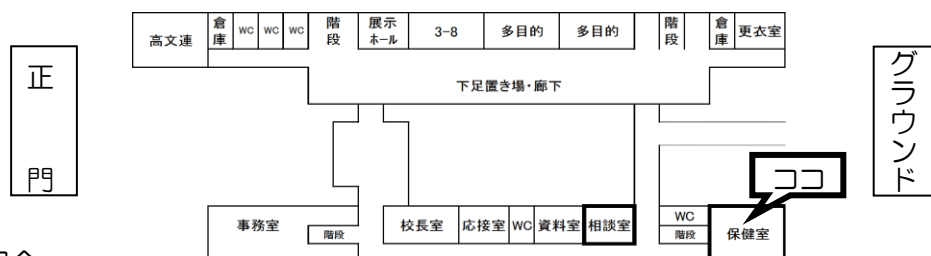 高文連 倉庫 WC WC WC 階段 展示ホール 3-8 多目的 多目的 階段 倉庫 更衣室
正門
グラウンド
下足置き場・廊下
ココ
事務室 階段 校長室 応接室 WC 資料室 相談室 WC 階段 保健室